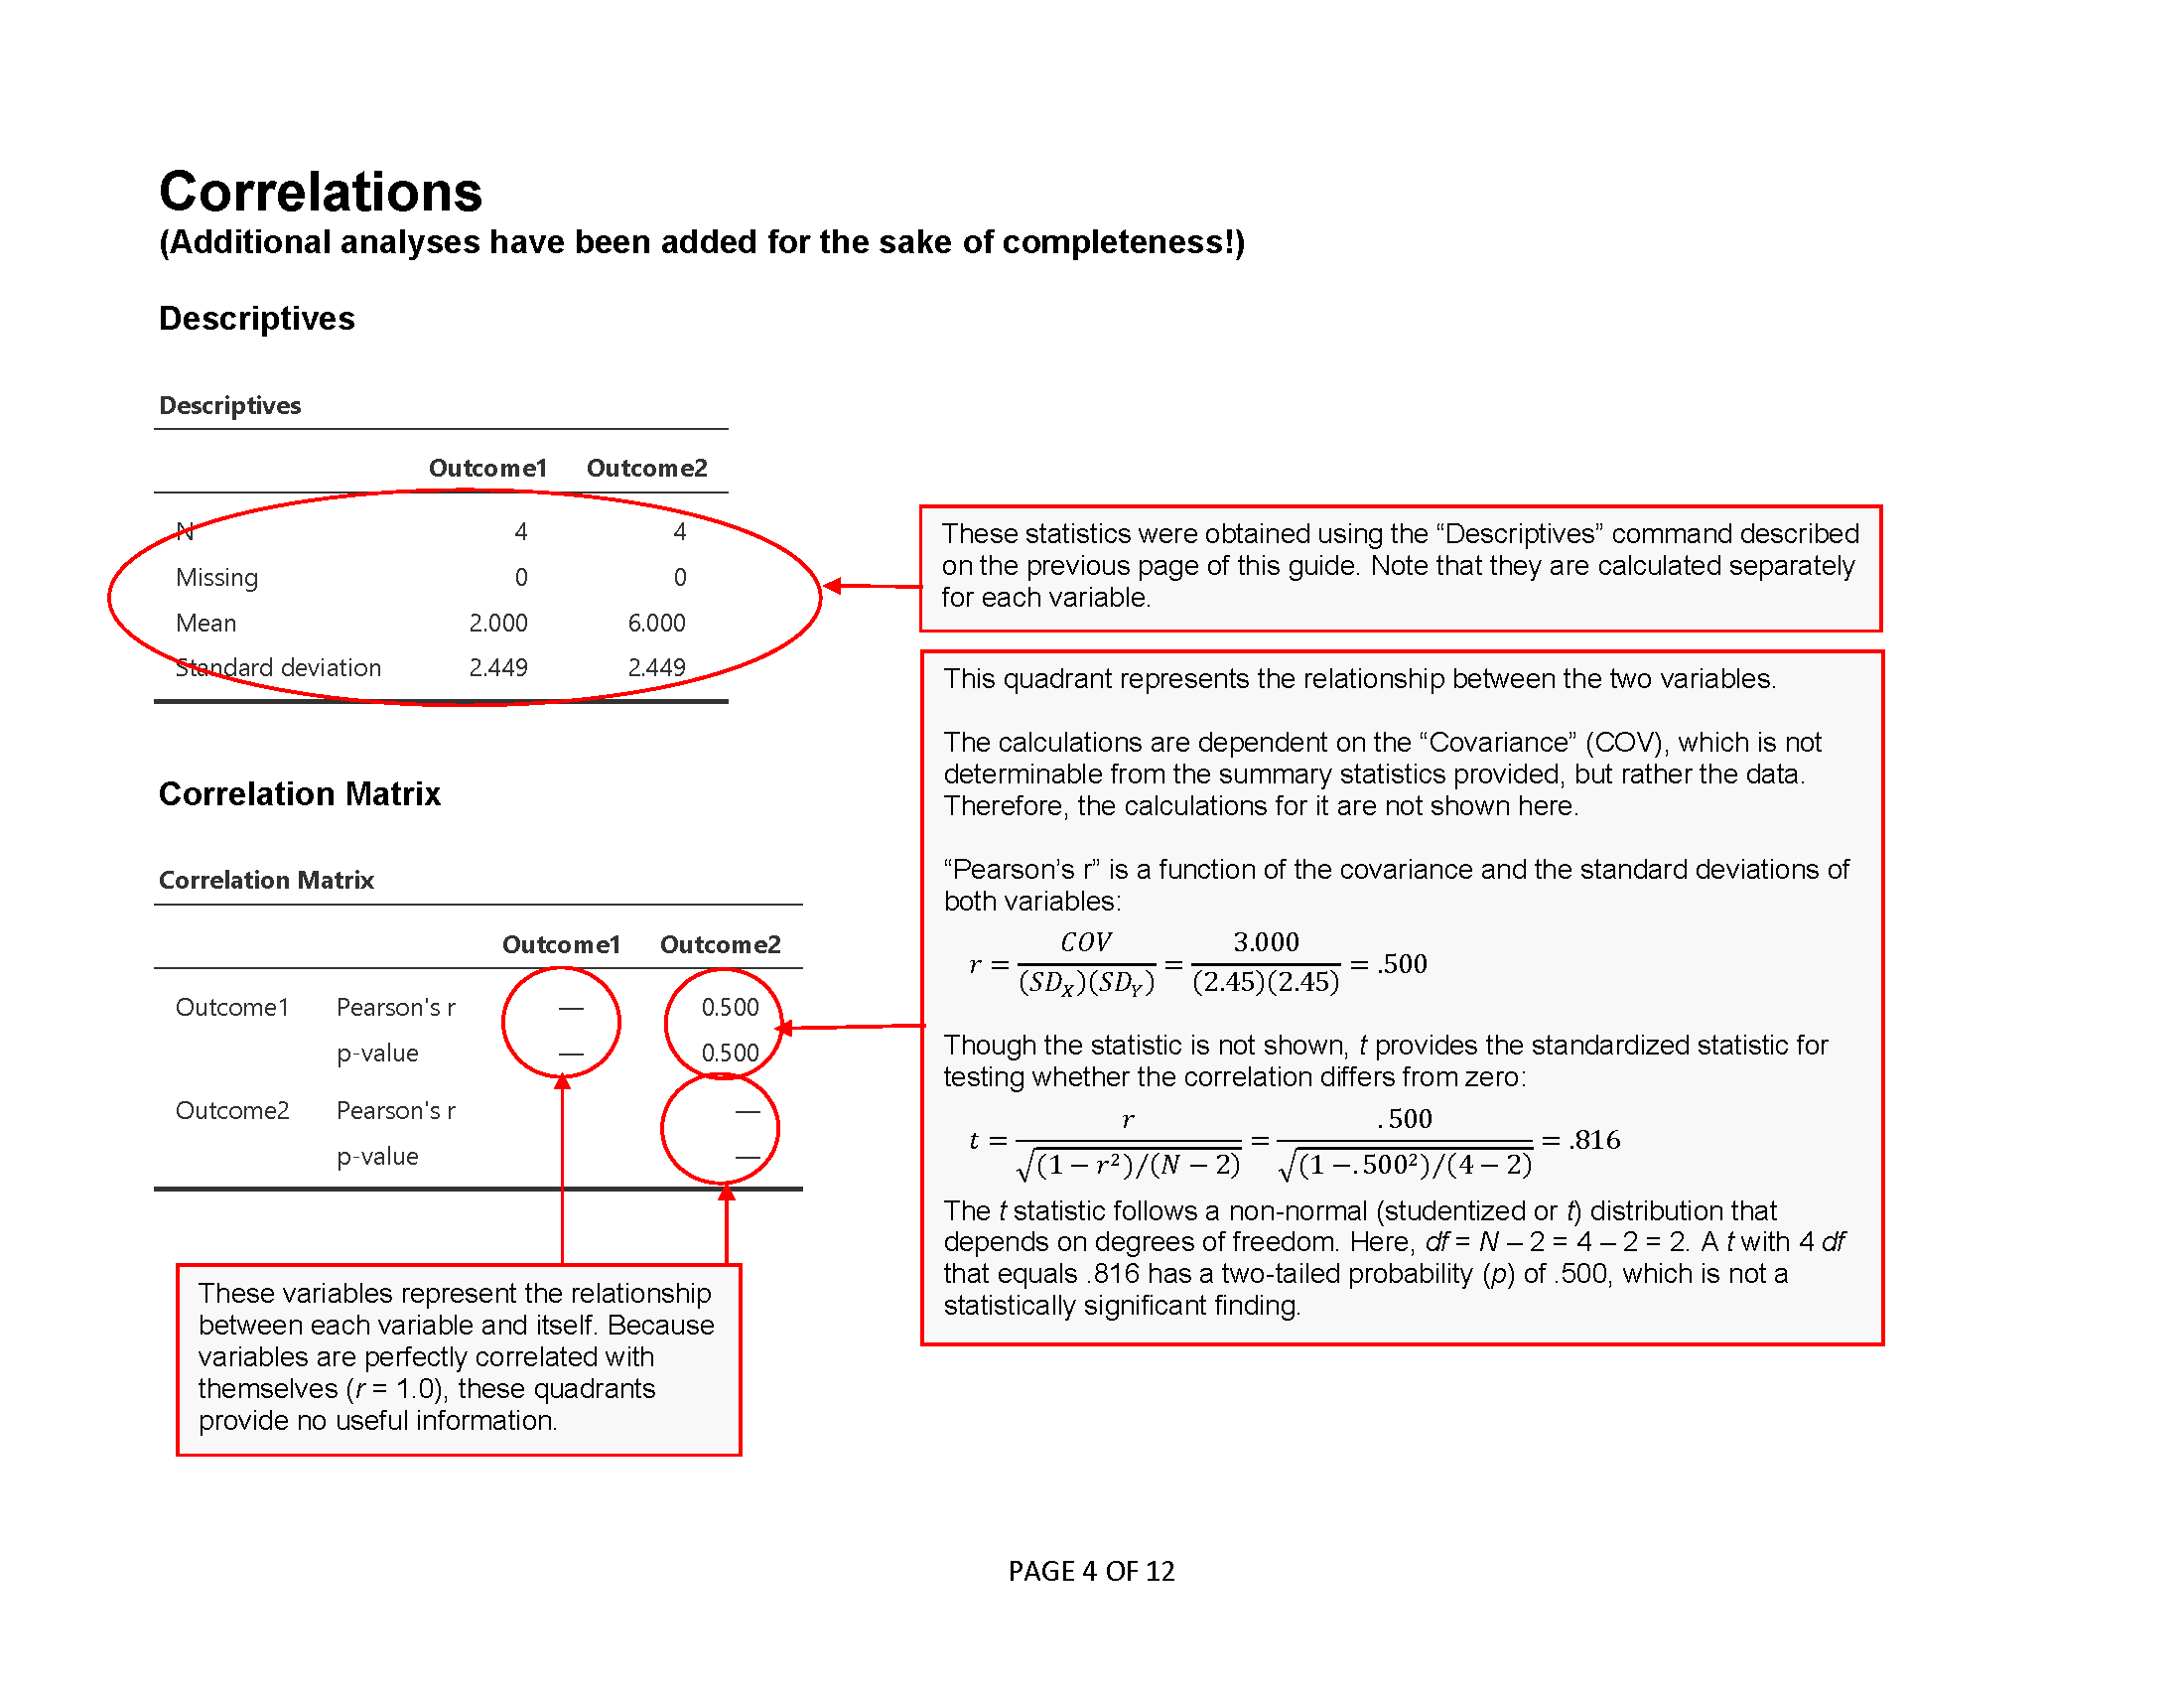 Correlations
(Additional analyses have been added for the sake of completeness!)
Descriptives
Descriptives
Outcome1 Outcome2
N 4 4
Missing 0 0
Mean 2.000 6.000
Standard deviation 2.449 2.449
These statistics were obtained using the “Descriptives” command described
on the previous page of this guide. Note that they are calculated separately
for each variable.
Correlation Matrix
Correlation Matrix
Outcome1 Outcome2
Outcome1 Pearson's r — 0.500
p-value — 0.500
Outcome2 Pearson's r —
p-value —
This quadrant represents the relationship between the two variables.
The calculations are dependent on the “Covariance” (COV), which is not
determinable from the summary statistics provided, but rather the data.
Therefore, the calculations for it are not shown here.
“Pearson’s r” is a function of the covariance and the standard deviations of
both variables:
r = COV / (SD_X)(SD_Y) = 3.000 / (2.45)(2.45) = .500
Though the statistic is not shown, t provides the standardized statistic for
testing whether the correlation differs from zero:
t = r / √(1 − r²)/(N − 2) = .500 / √(1 −.500²)/(4 − 2) = .816
The t statistic follows a non-normal (studentized or t) distribution that
depends on degrees of freedom. Here, df = N – 2 = 4 – 2 = 2. A t with 4 df
that equals .816 has a two-tailed probability (p) of .500, which is not a
statistically significant finding.
These variables represent the relationship
between each variable and itself. Because
variables are perfectly correlated with
themselves (r = 1.0), these quadrants
provide no useful information.
PAGE 4 OF 12